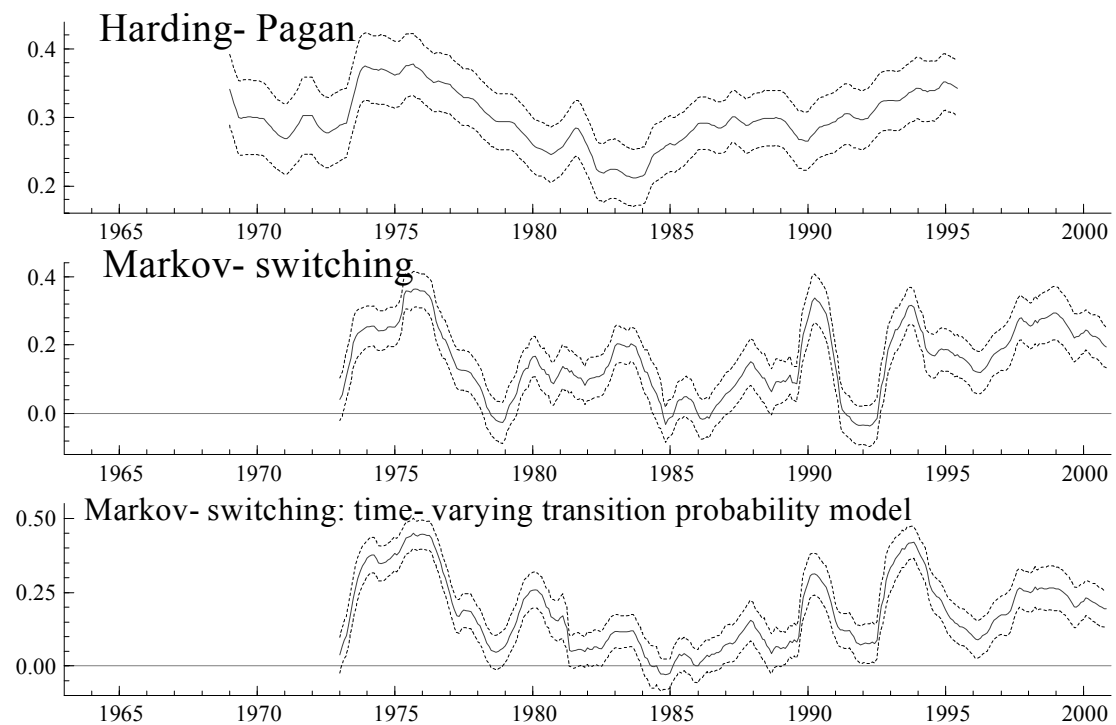 Harding- Pagan
0.4
0.3
0.2
1965 1970 1975 1980 1985 1990 1995 2000
Markov- switching
0.4
0.2
0.0
1965 1970 1975 1980 1985 1990 1995 2000
Markov- switching: time- varying transition probability model
0.50
0.25
0.00
1965 1970 1975 1980 1985 1990 1995 2000